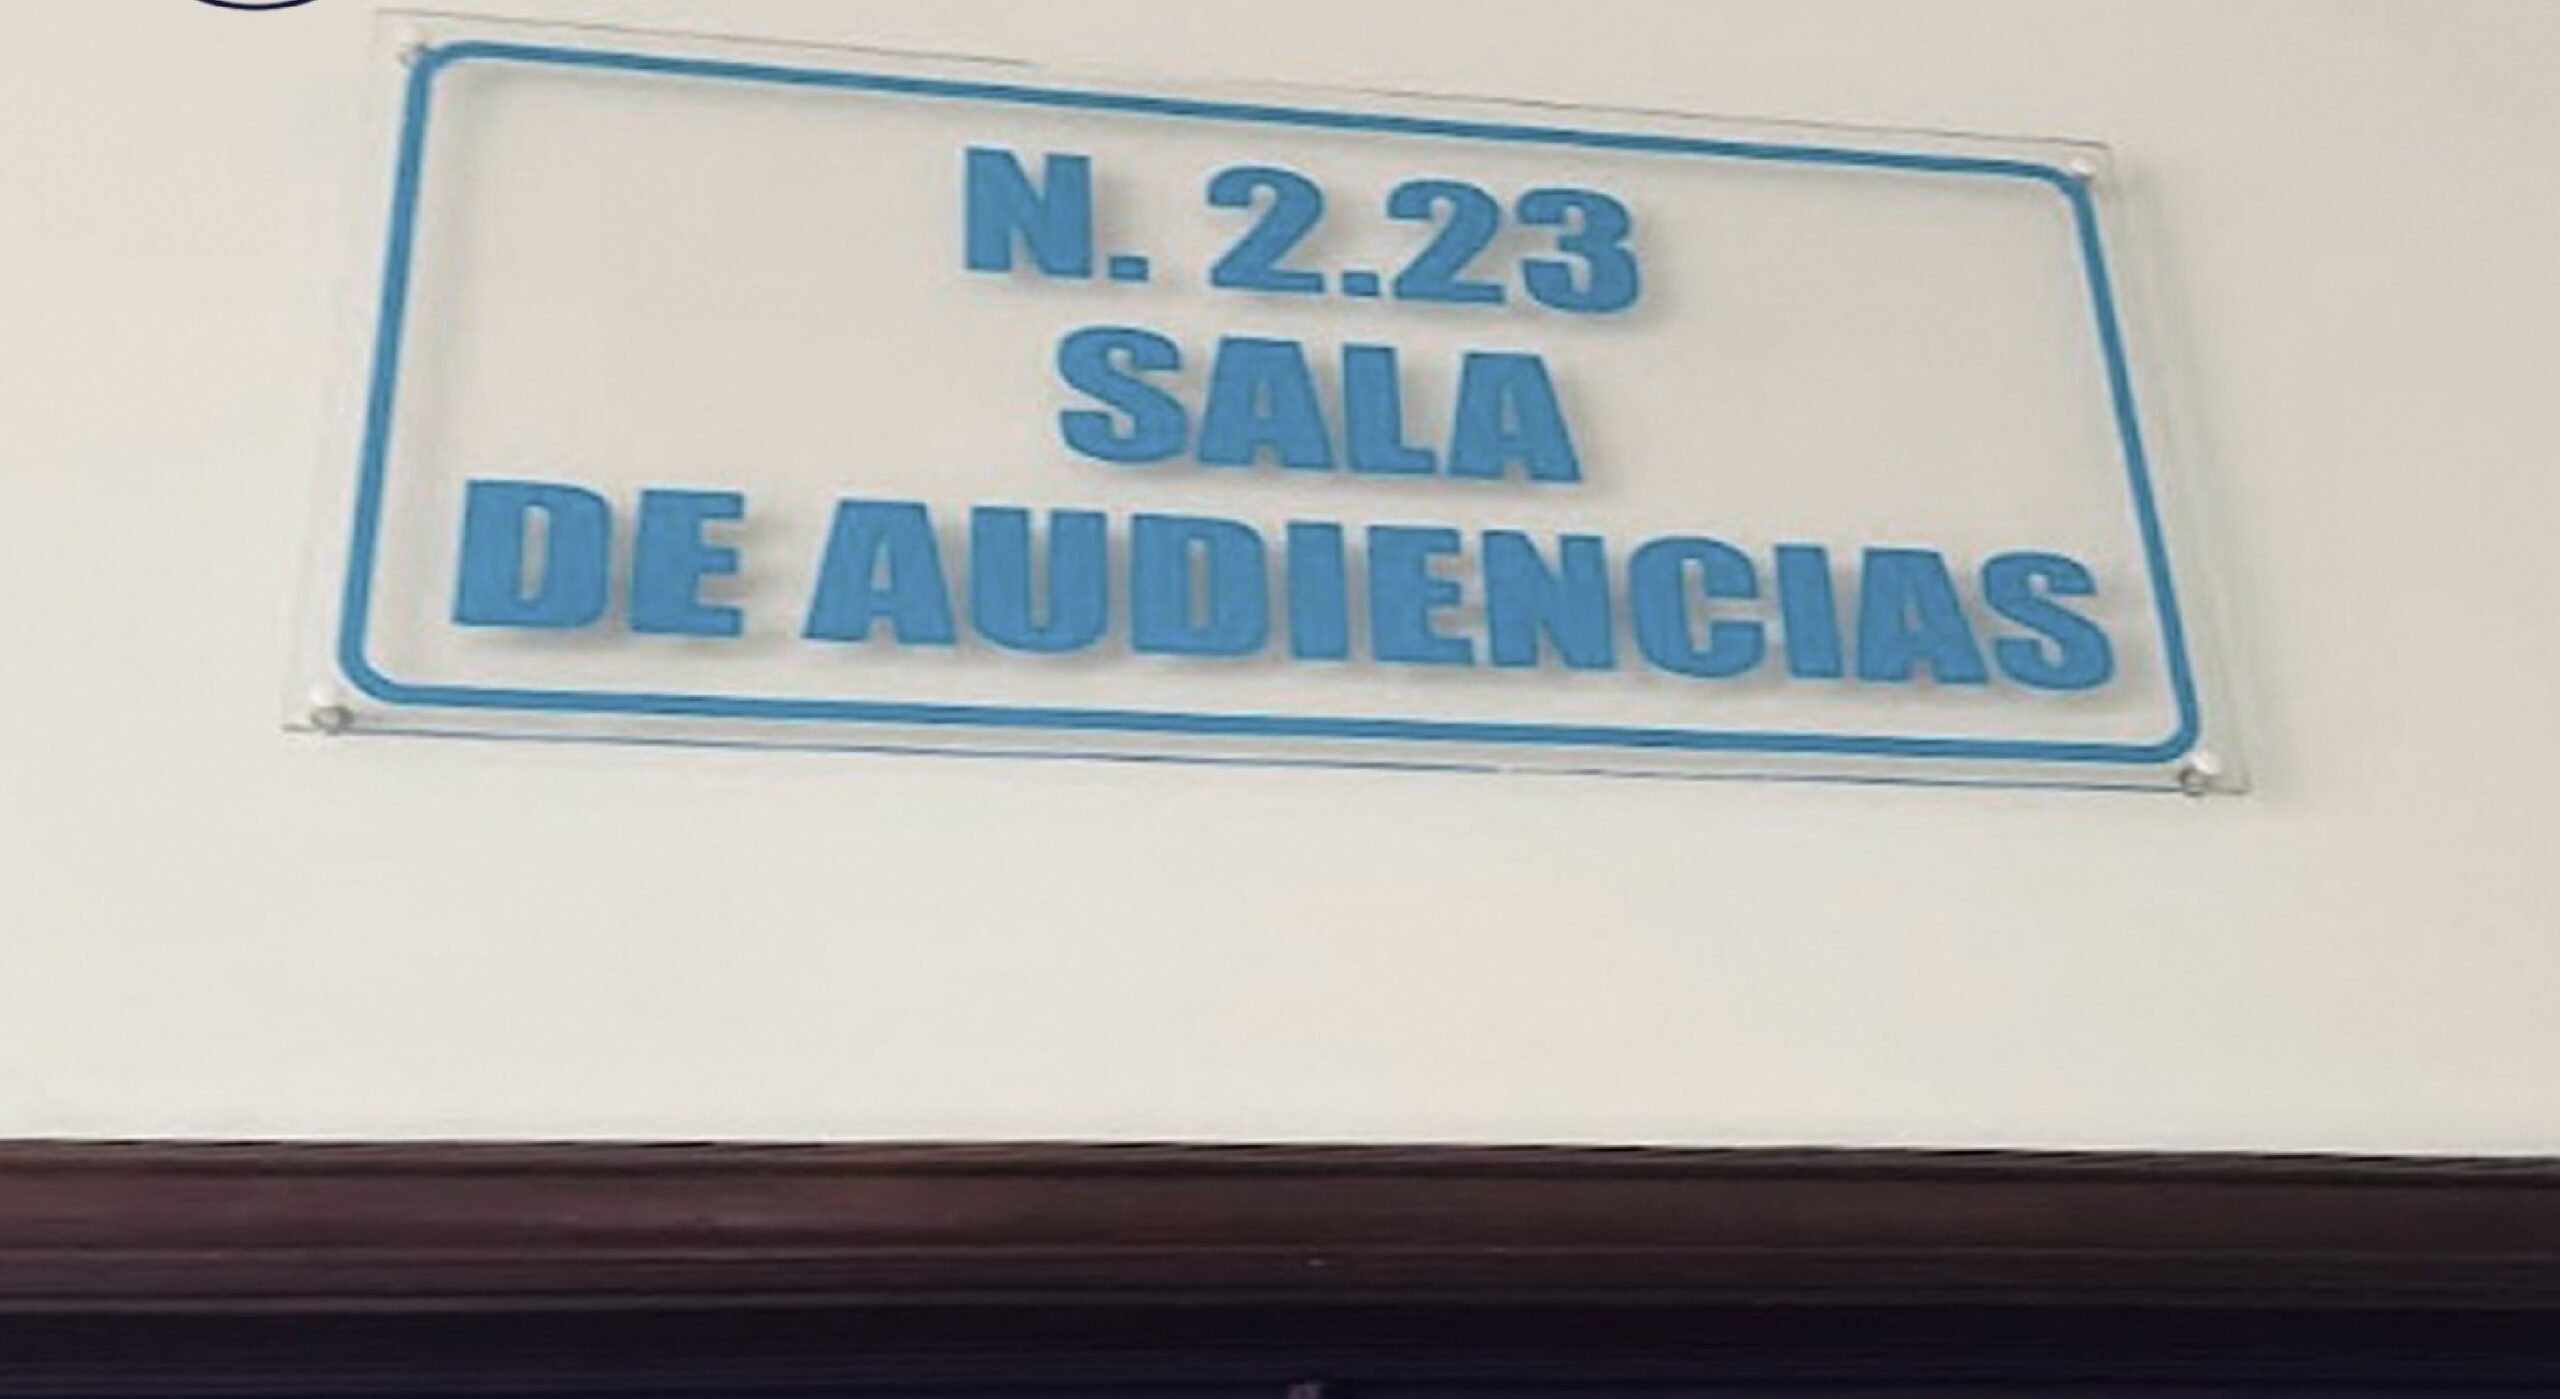 N. 2.23
SALA
DE AUDIENCIAS